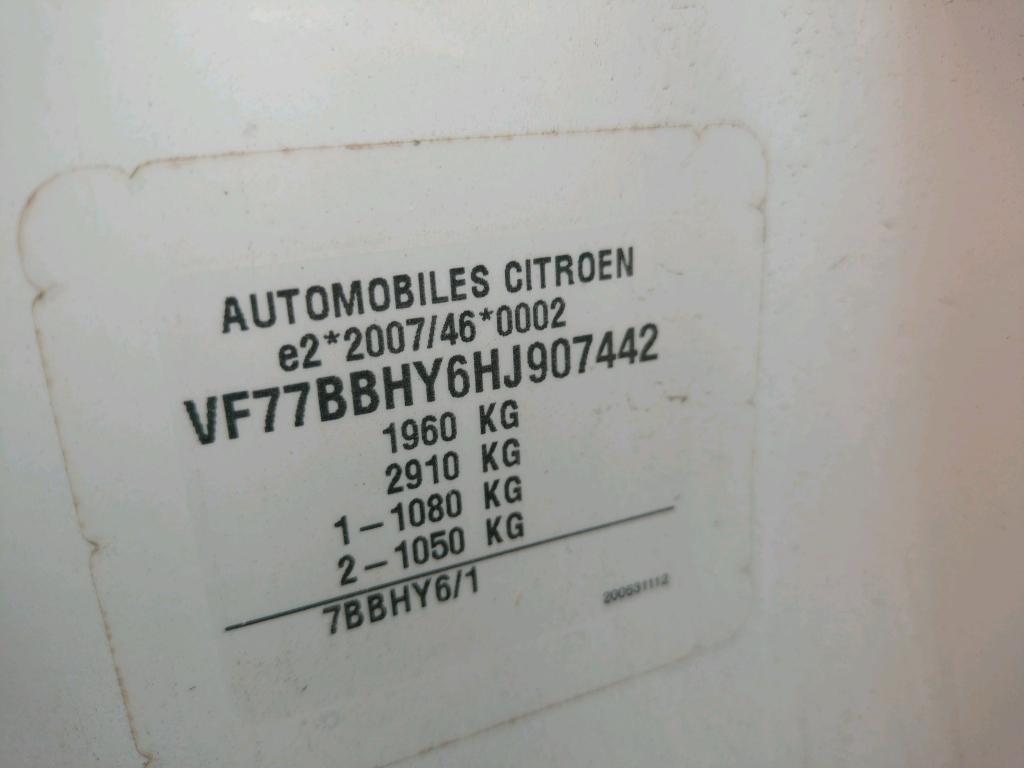 AUTOMOBILES CITROEN
e2*2007/46*0002
VF77BBHY6HJ907442
1960 KG
2910 KG
1-1080 KG
2-1050 KG
7BBHY6/1
200631112